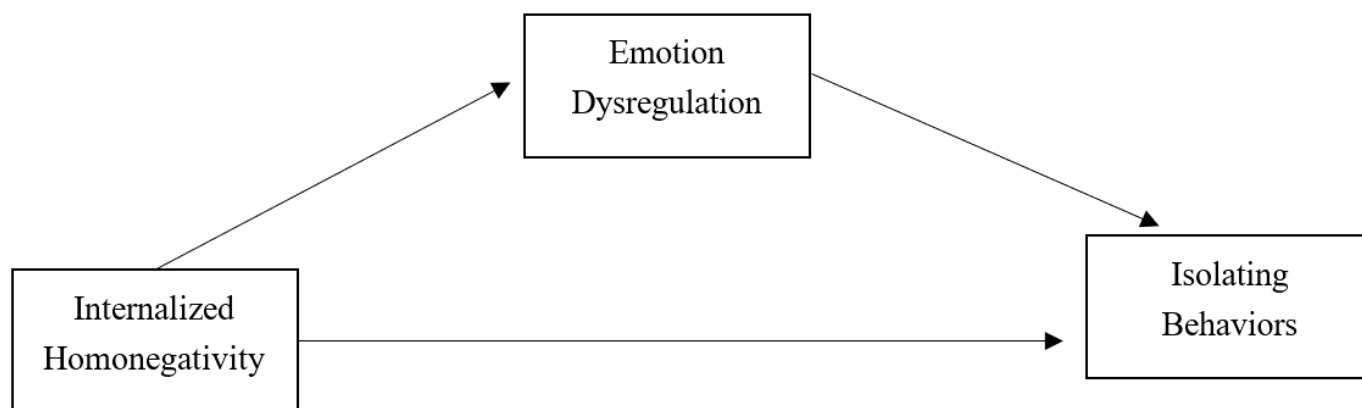 Emotion
Dysregulation
Internalized
Homonegativity
Isolating
Behaviors